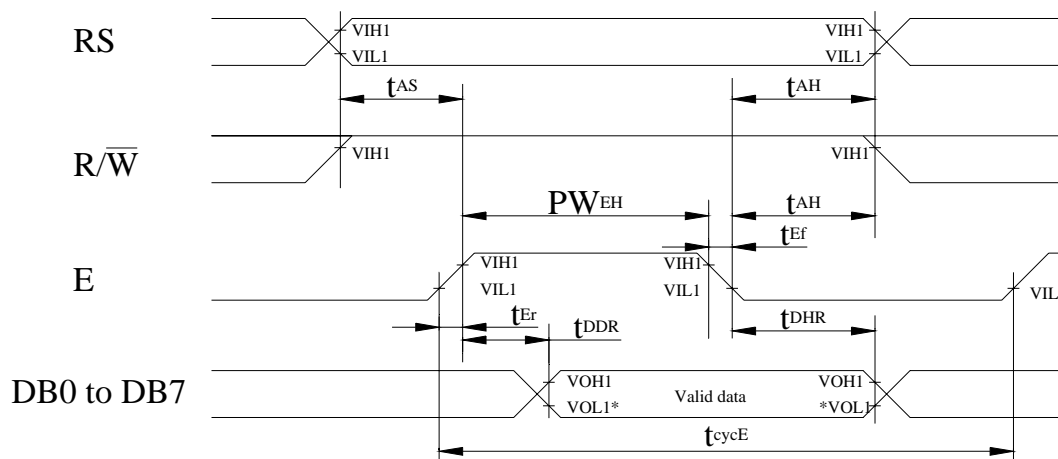 RS
VIH1
VIL1
VIH1
VIL1
tAS
tAH
R/W̅
VIH1
VIH1
PWEH
tAH
tEf
E
VIH1
VIL1
VIH1
VIL1
VIL
tEr
tDDR
tDHR
DB0 to DB7
VOH1
VOL1*
Valid data
VOH1
*VOL1
tcycE